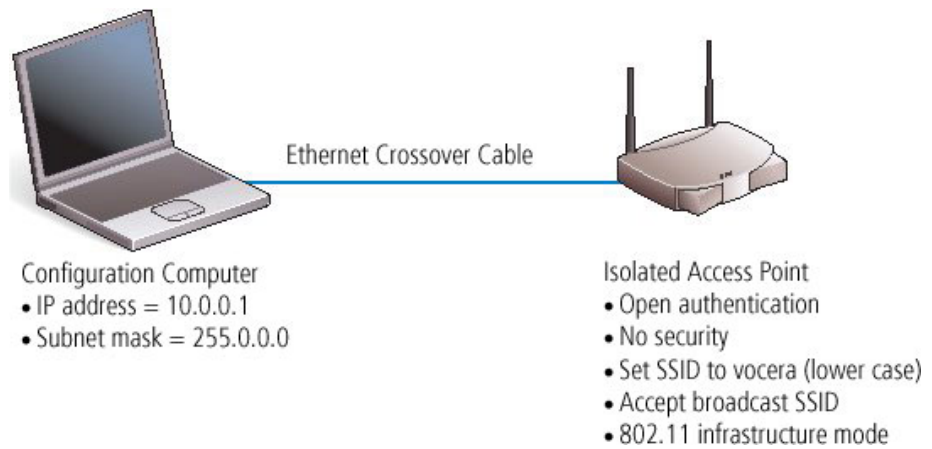 Ethernet Crossover Cable
Configuration Computer
• IP address = 10.0.0.1
• Subnet mask = 255.0.0.0
Isolated Access Point
• Open authentication
• No security
• Set SSID to vocera (lower case)
• Accept broadcast SSID
• 802.11 infrastructure mode